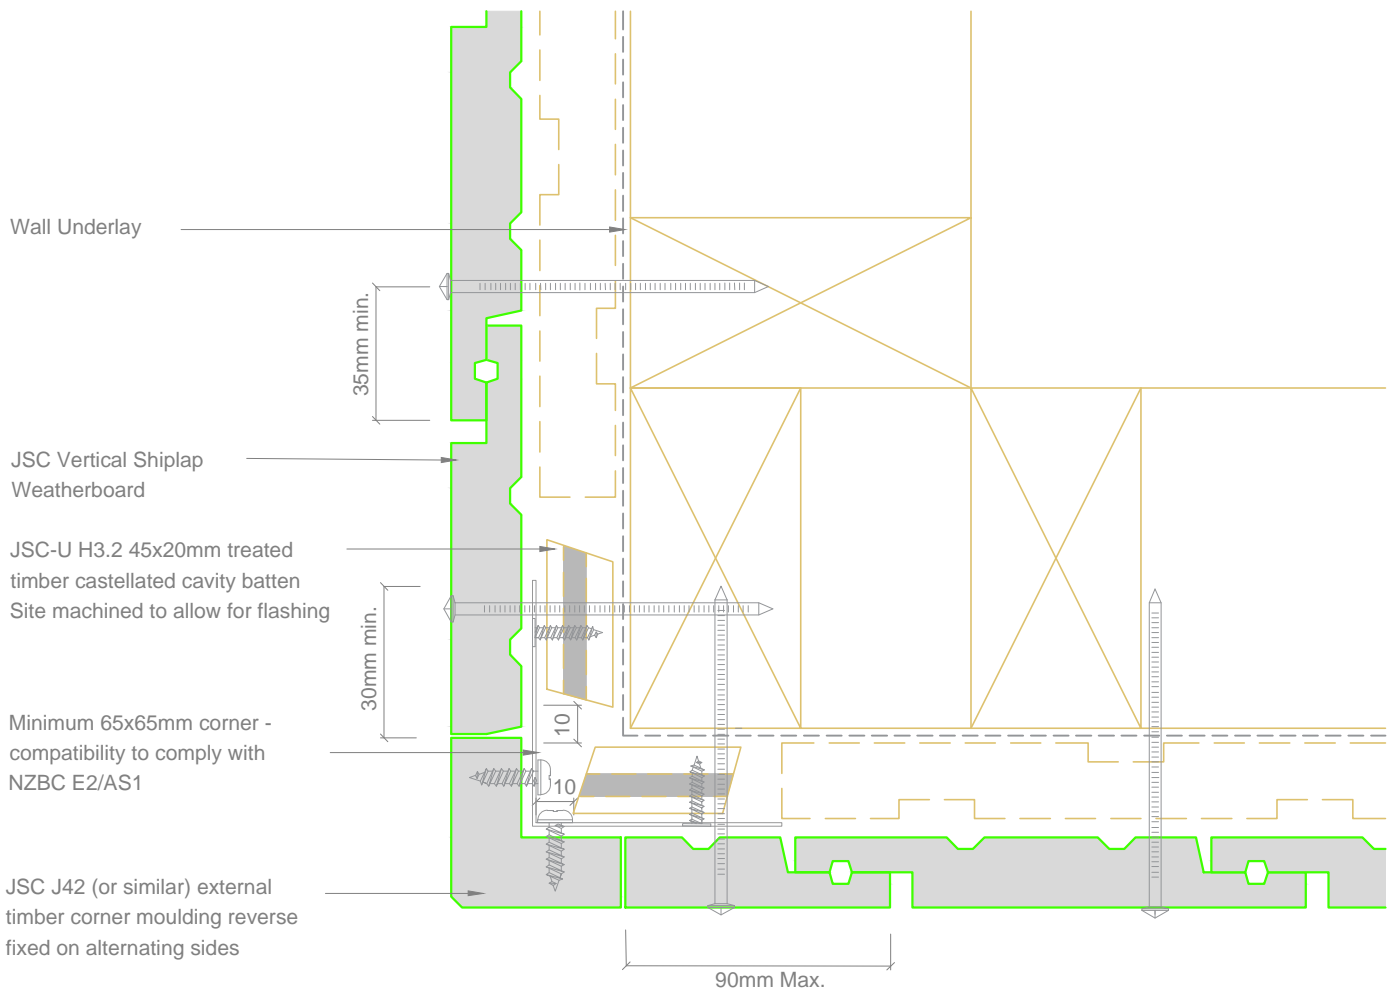 Wall Underlay
35mm min.
JSC Vertical Shiplap
Weatherboard
JSC-U H3.2 45x20mm treated
timber castellated cavity batten
Site machined to allow for flashing
30mm min.
10
Minimum 65x65mm corner -
compatibility to comply with
NZBC E2/AS1
10
JSC J42 (or similar) external
timber corner moulding reverse
fixed on alternating sides
90mm Max.